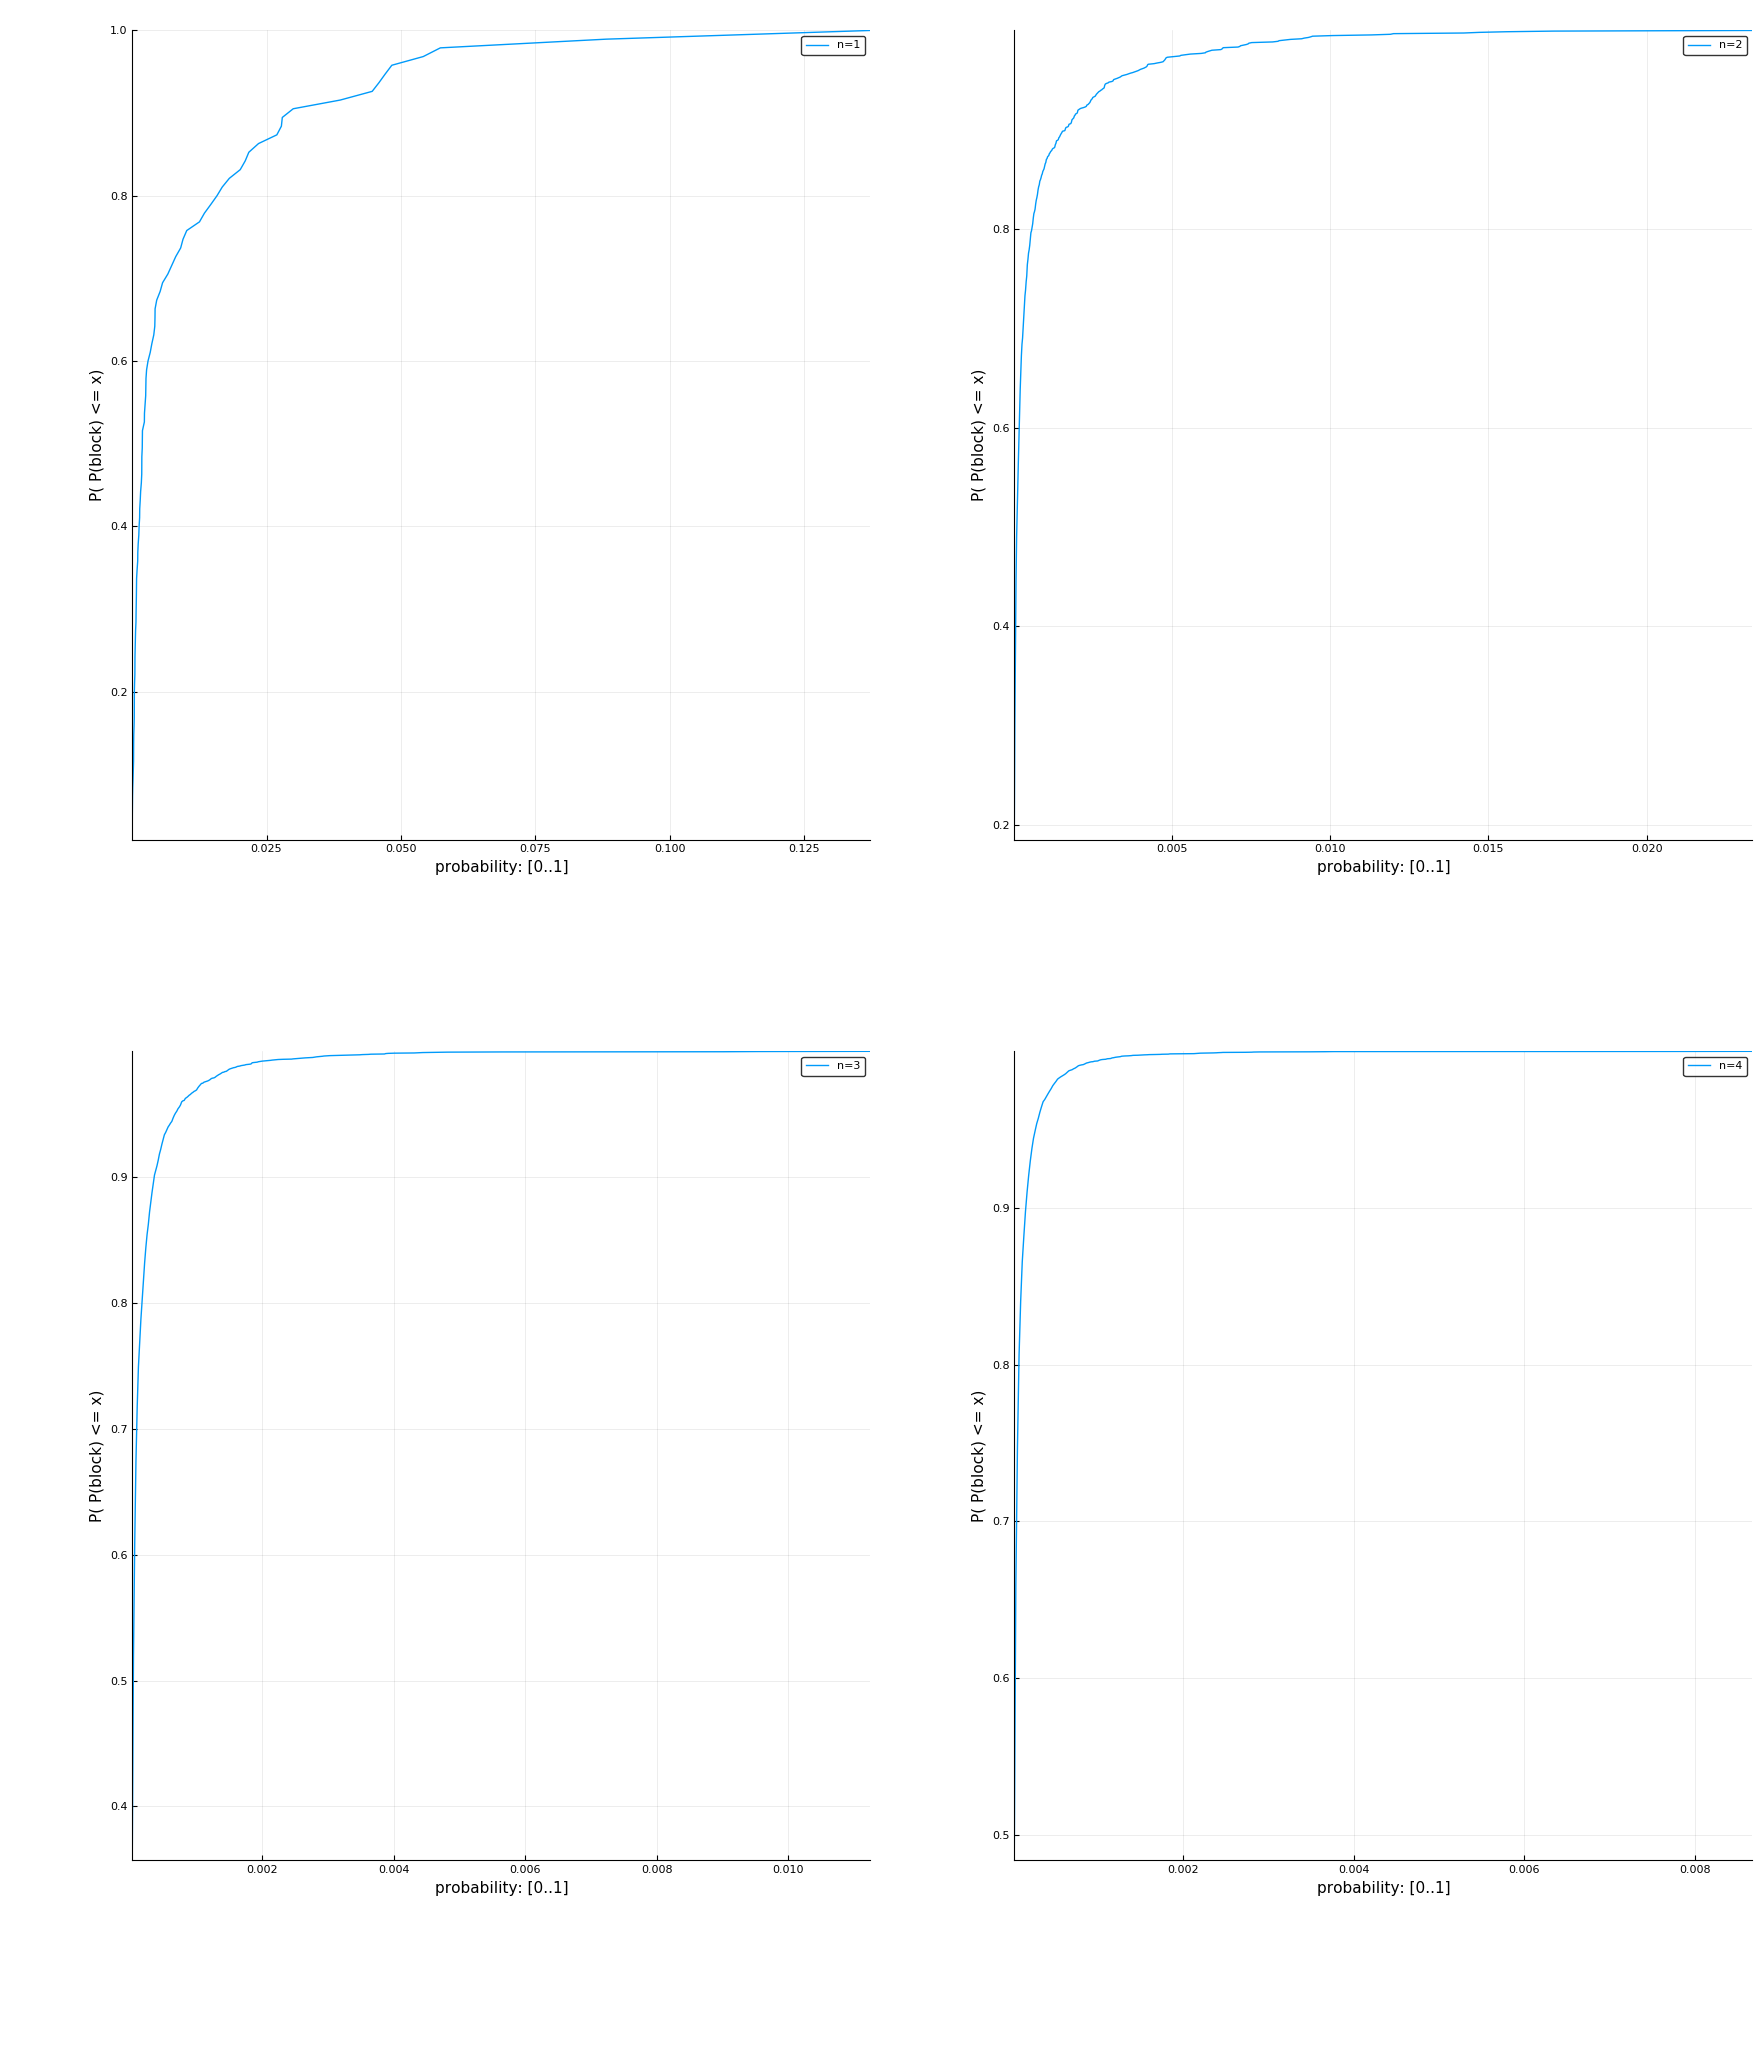 1.0
n=1
0.8
0.6
0.4
0.2
P( P(block) <= x)
0.025 0.050 0.075 0.100 0.125
probability: [0..1]
n=2
0.8
0.6
0.4
0.2
P( P(block) <= x)
0.005 0.010 0.015 0.020
probability: [0..1]
n=3
0.9
0.8
0.7
0.6
0.5
0.4
P( P(block) <= x)
0.002 0.004 0.006 0.008 0.010
probability: [0..1]
n=4
0.9
0.8
0.7
0.6
0.5
P( P(block) <= x)
0.002 0.004 0.006 0.008
probability: [0..1]